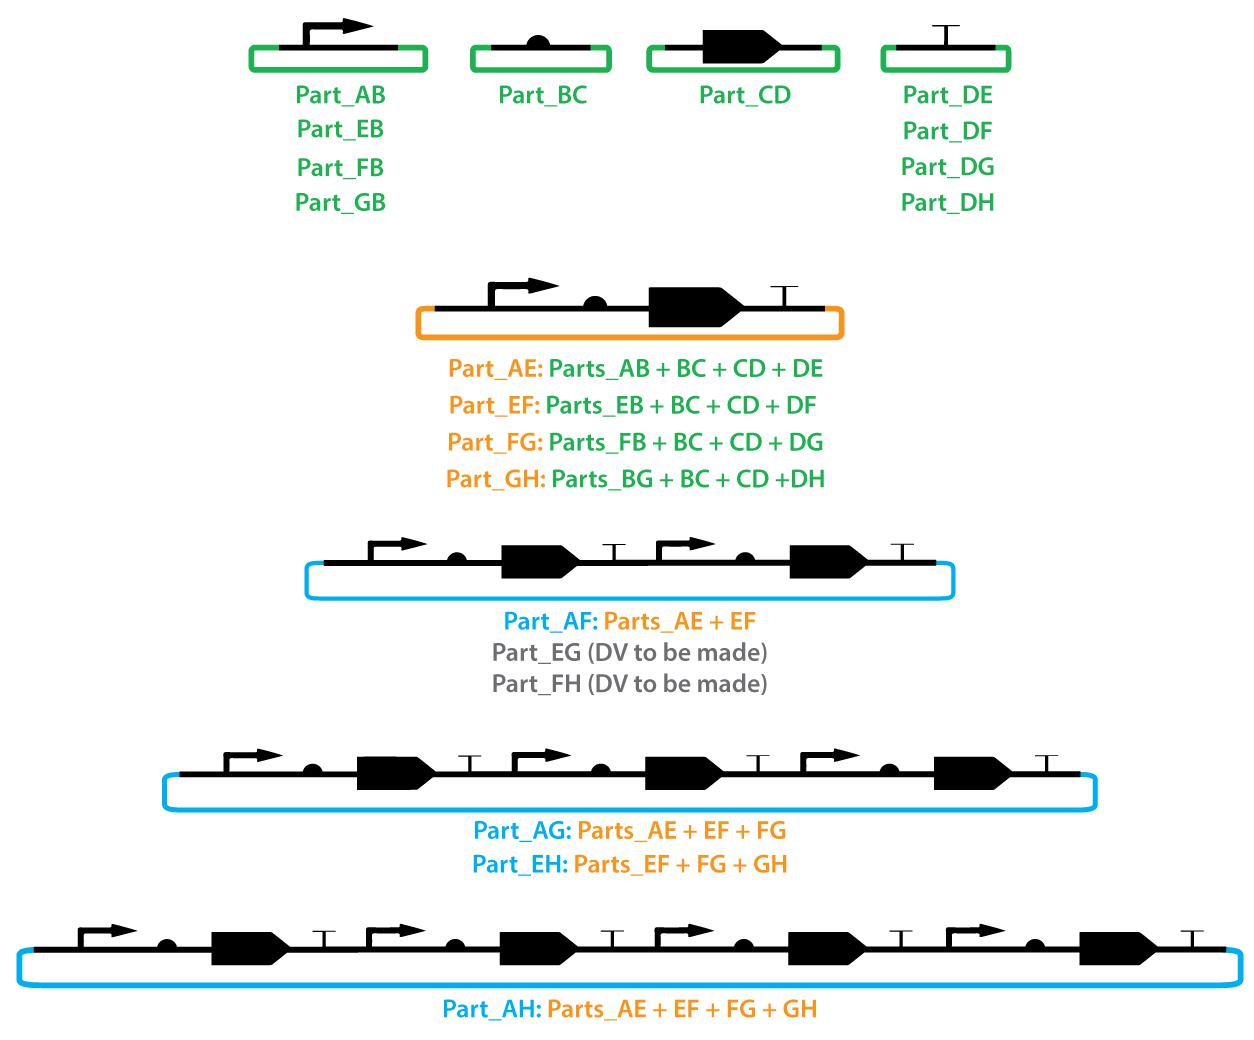 Part_AB Part_BC Part_CD Part_DE
Part_EB Part_DF
Part_FB Part_DG
Part_GB Part_DH
Part_AE: Parts_AB + BC + CD + DE
Part_EF: Parts_EB + BC + CD + DF
Part_FG: Parts_FB + BC + CD + DG
Part_GH: Parts_BG + BC + CD +DH
Part_AF: Parts_AE + EF
Part_EG (DV to be made)
Part_FH (DV to be made)
Part_AG: Parts_AE + EF + FG
Part_EH: Parts_EF + FG + GH
Part_AH: Parts_AE + EF + FG + GH